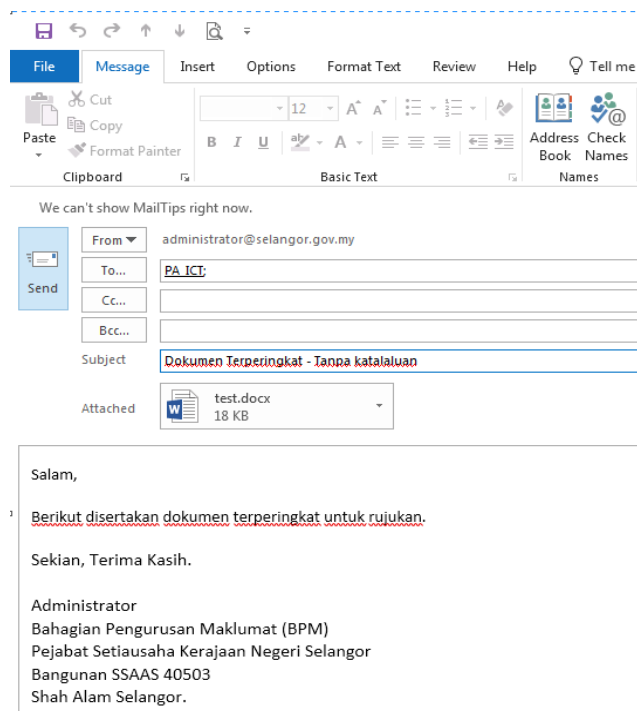 File Message Insert Options Format Text Review Help Tell me
Paste
Cut
Copy
Format Painter
Clipboard
12
A A
B I U ab A
Basic Text
Address Book
Check Names
Names
We can't show MailTips right now.
Send
From administrator@selangor.gov.my
To... PA_ICT;
Cc...
Bcc...
Subject Dokumen Terperingkat - Tanpa katalaluan
Attached test.docx
18 KB
Salam,
Berikut disertakan dokumen terperingkat untuk rujukan.
Sekian, Terima Kasih.
Administrator
Bahagian Pengurusan Maklumat (BPM)
Pejabat Setiausaha Kerajaan Negeri Selangor
Bangunan SSAAS 40503
Shah Alam Selangor.